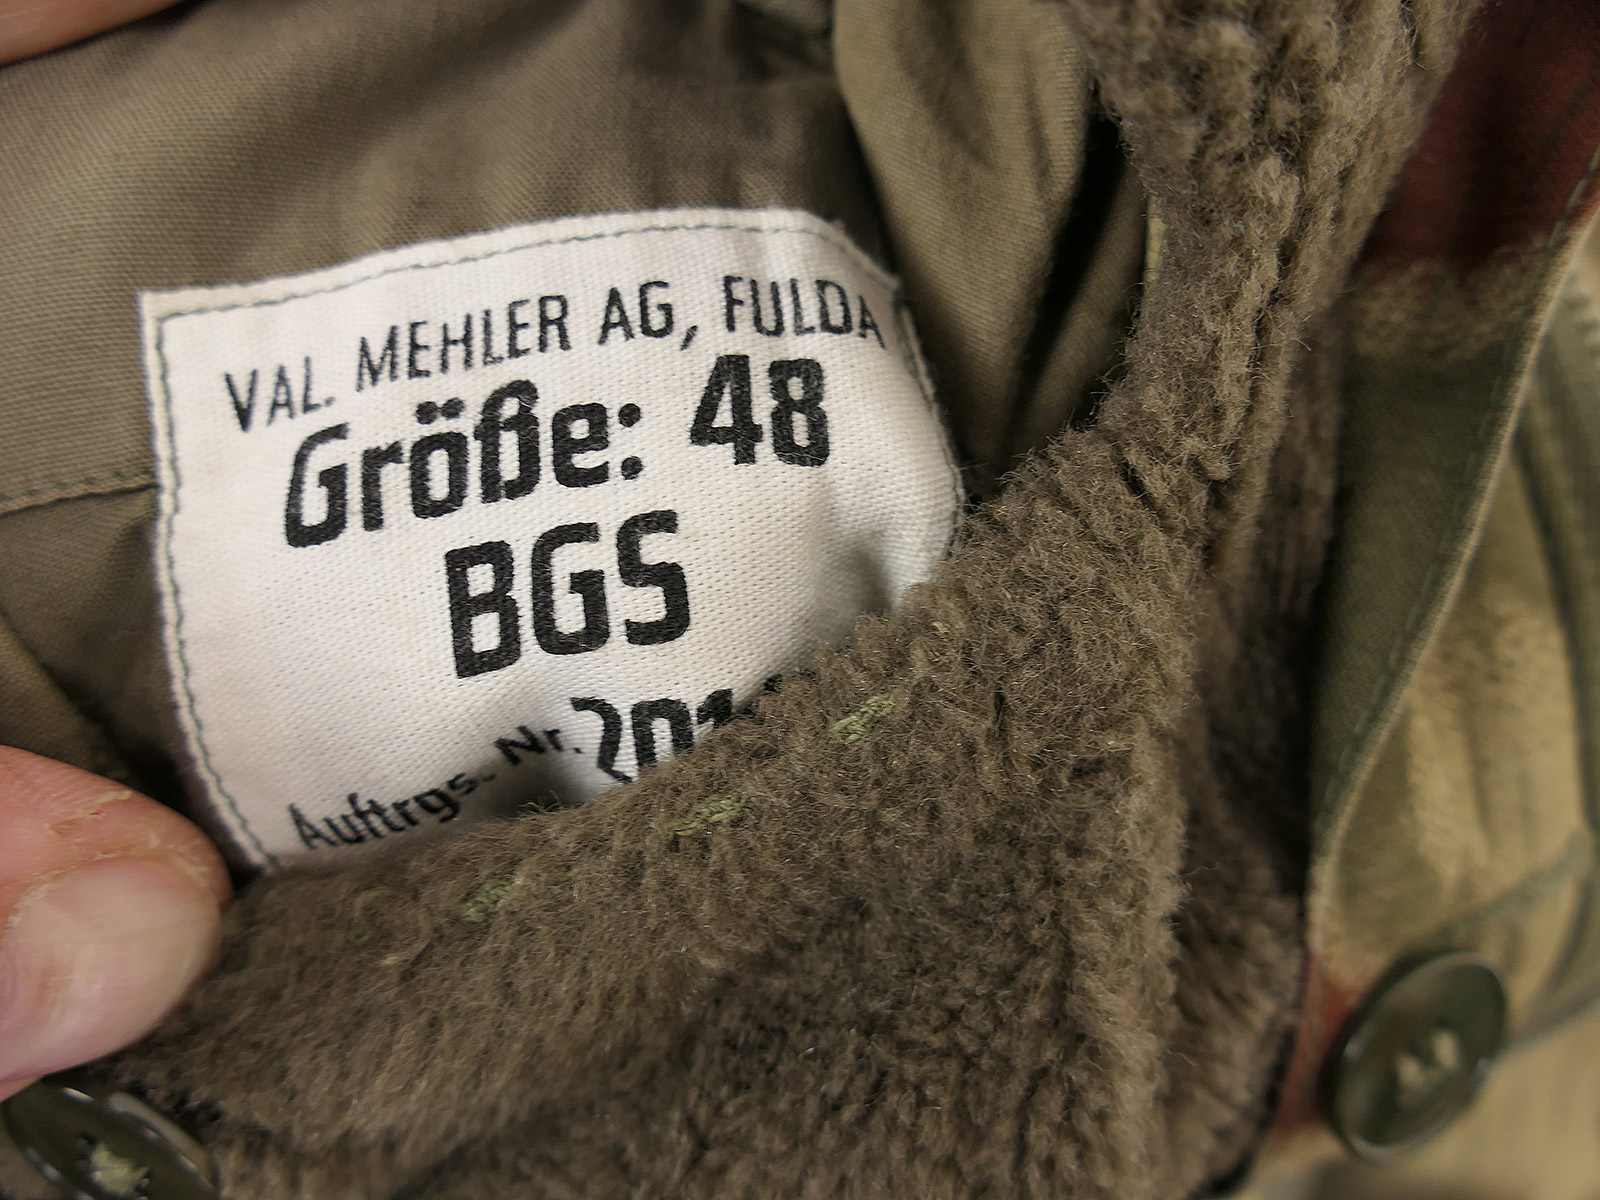 VAL. MEHLER AG, FULDA
Größe: 48
BGS
Auftrgs. Nr.